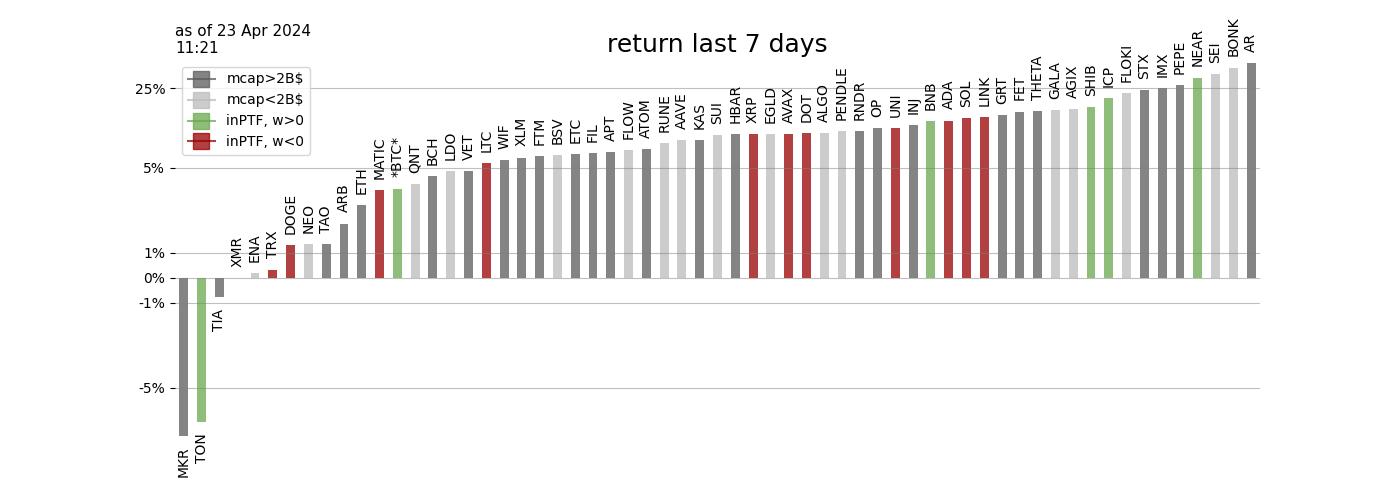 as of 23 Apr 2024
11:21
return last 7 days
mcap>2B$
mcap<2B$
inPTF, w>0
inPTF, w<0
25%
5%
1%
0%
-1%
-5%
MKR
TON
TIA
XMR
ENA
TRX
DOGE
NEO
TAO
ARB
ETH
MATIC
*BTC*
QNT
BCH
LDO
VET
LTC
WIF
XLM
FTM
BSV
ETC
FIL
APT
FLOW
ATOM
RUNE
AAVE
KAS
SUI
HBAR
XRP
EGLD
AVAX
DOT
ALGO
PENDLE
RNDR
OP
UNI
INJ
BNB
ADA
SOL
LINK
GRT
FET
THETA
GALA
AGIX
SHIB
ICP
FLOKI
STX
IMX
PEPE
NEAR
SEI
BONK
AR